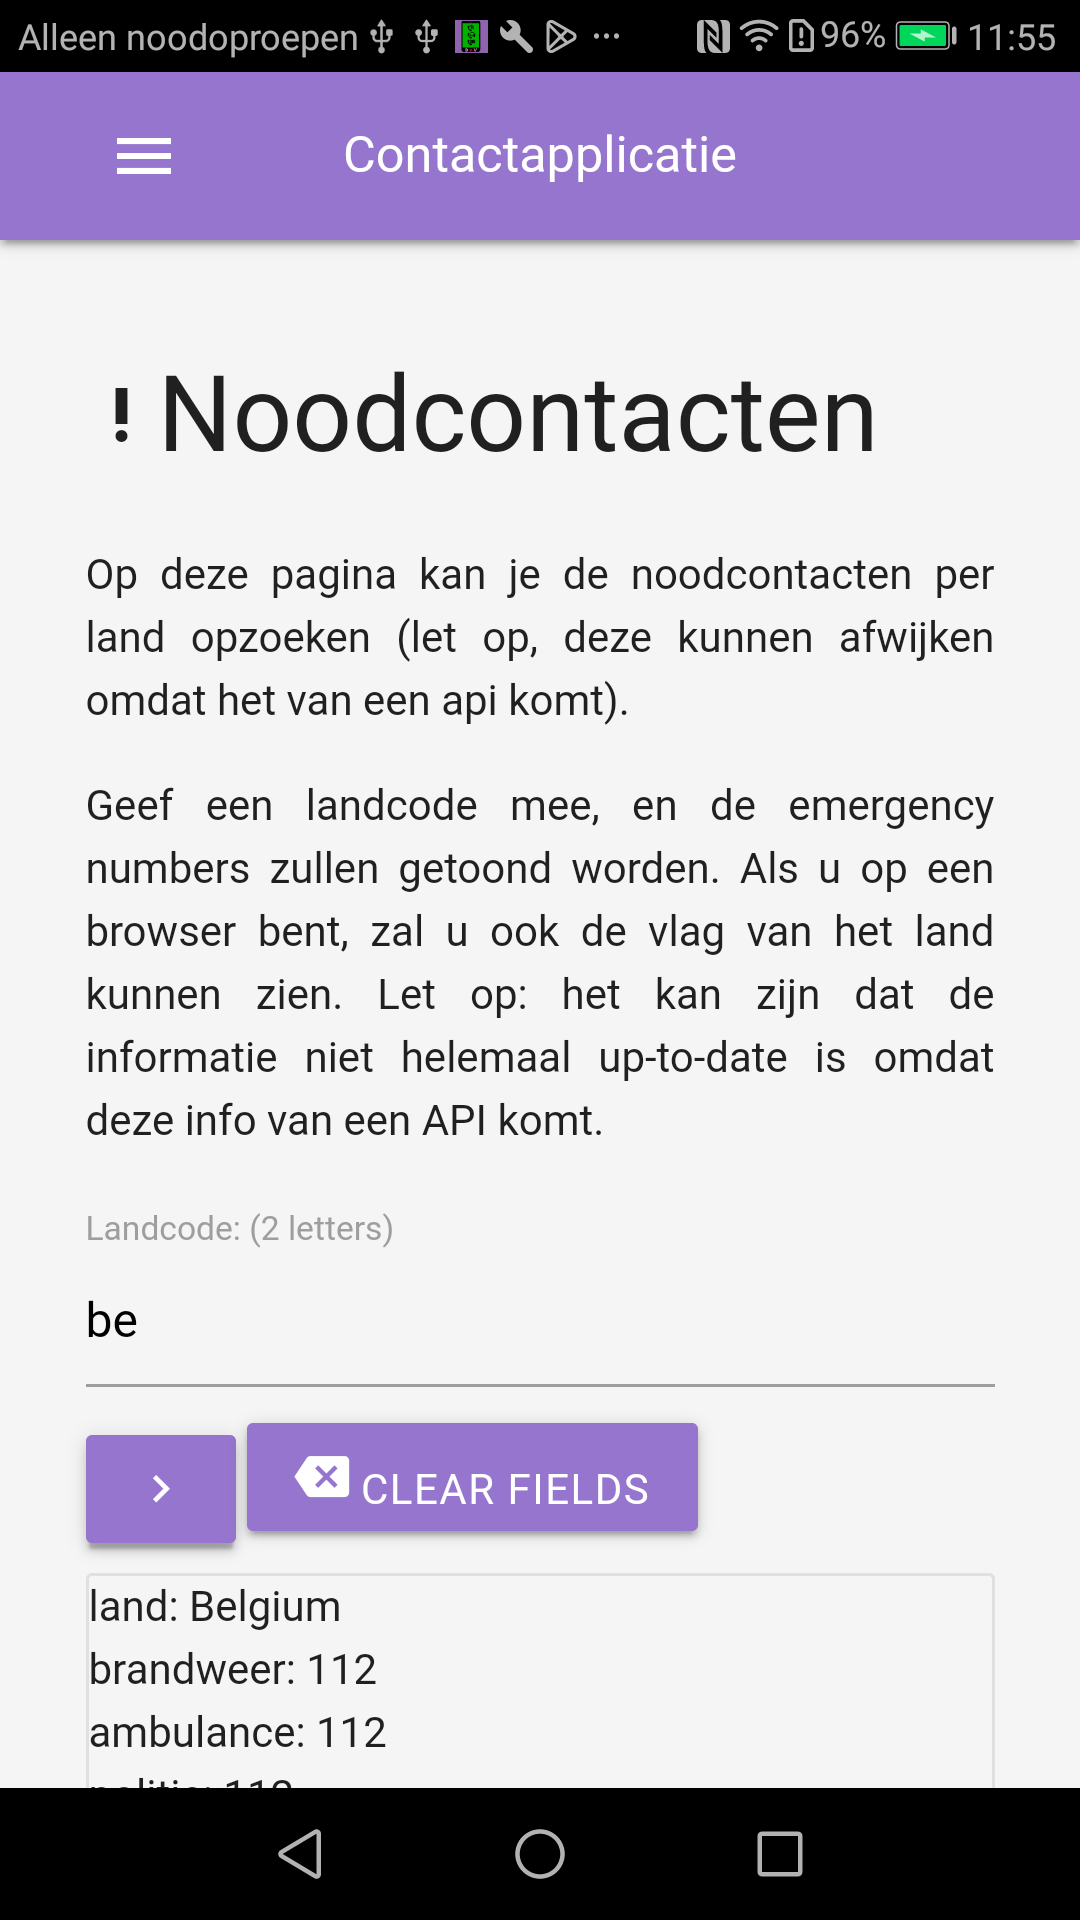 Alleen noodoproepen 96% 11:55
Contactapplicatie
! Noodcontacten
Op deze pagina kan je de noodcontacten per
land opzoeken (let op, deze kunnen afwijken
omdat het van een api komt).
Geef een landcode mee, en de emergency
numbers zullen getoond worden. Als u op een
browser bent, zal u ook de vlag van het land
kunnen zien. Let op: het kan zijn dat de
informatie niet helemaal up-to-date is omdat
deze info van een API komt.
Landcode: (2 letters)
be
CLEAR FIELDS
land: Belgium
brandweer: 112
ambulance: 112